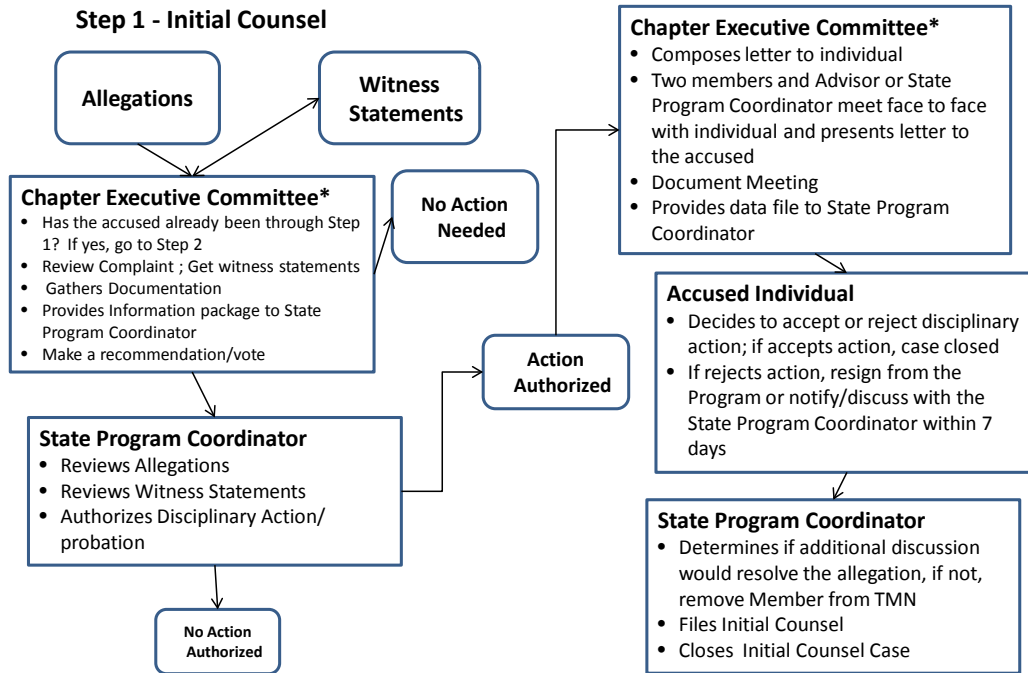 Step 1 - Initial Counsel
Allegations
Witness
Statements
Chapter Executive Committee*
• Has the accused already been through Step
1?  If yes, go to Step 2
• Review Complaint ; Get witness statements
• Gathers Documentation
• Provides Information package to State
Program Coordinator
• Make a recommendation/vote
No Action
Needed
State Program Coordinator
• Reviews Allegations
• Reviews Witness Statements
• Authorizes Disciplinary Action/
probation
No Action
Authorized
Action
Authorized
Chapter Executive Committee*
• Composes letter to individual
• Two members and Advisor or State
Program Coordinator meet face to face
with individual and presents letter to
the accused
• Document Meeting
• Provides data file to State Program
Coordinator
Accused Individual
• Decides to accept or reject disciplinary
action; if accepts action, case closed
• If rejects action, resign from the
Program or notify/discuss with the
State Program Coordinator within 7
days
State Program Coordinator
• Determines if additional discussion
would resolve the allegation, if not,
remove Member from TMN
• Files Initial Counsel
• Closes  Initial Counsel Case